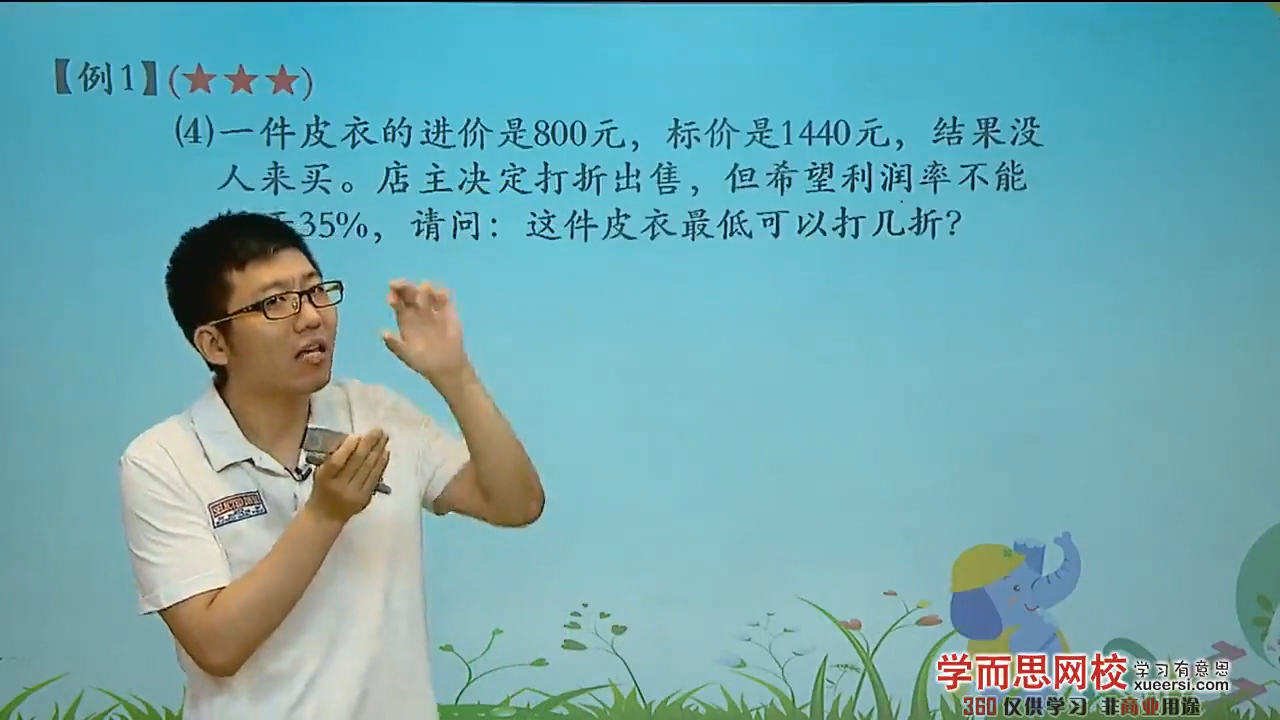 【例1】(★★★)
(4)一件皮衣的进价是800元，标价是1440元，结果没
人来买。店主决定打折出售，但希望利润率不能
35%，请问：这件皮衣最低可以打几折？
SELECTED
学而思网校 学习有意思
xueersi.com
360 仅供学习 非商业用途